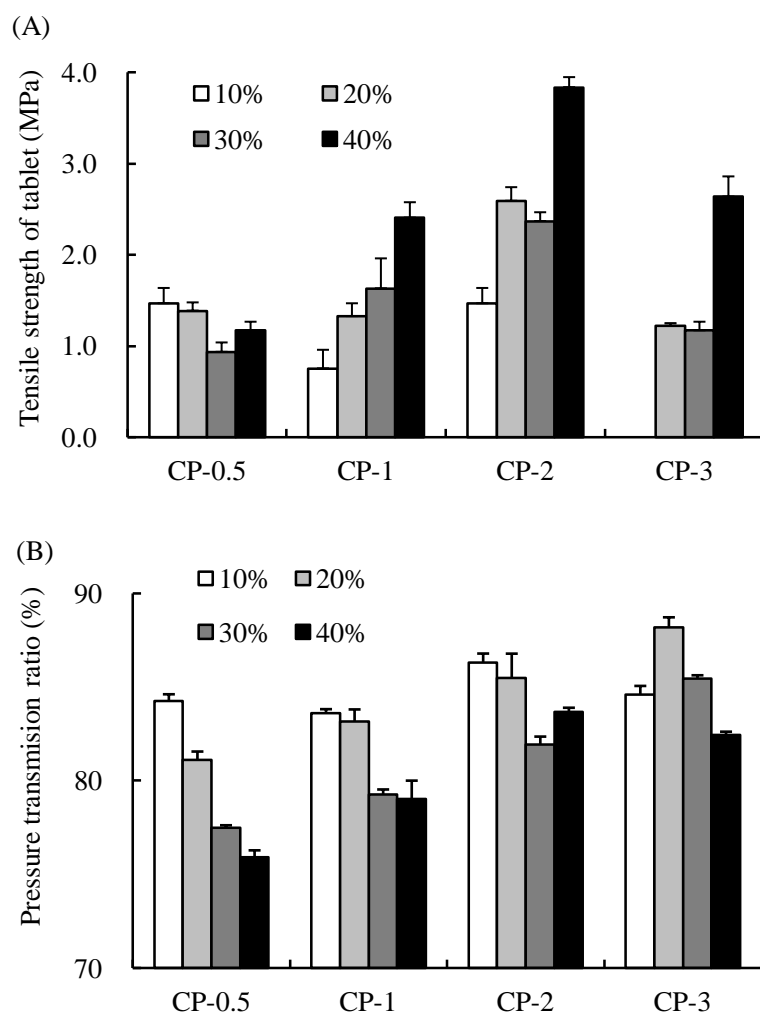 (A)
Tensile strength of tablet (MPa)
4.0
3.0
2.0
1.0
0.0
10% 20%
30% 40%
CP-0.5 CP-1 CP-2 CP-3
(B)
Pressure transmision ratio (%)
90
80
70
10% 20%
30% 40%
CP-0.5 CP-1 CP-2 CP-3